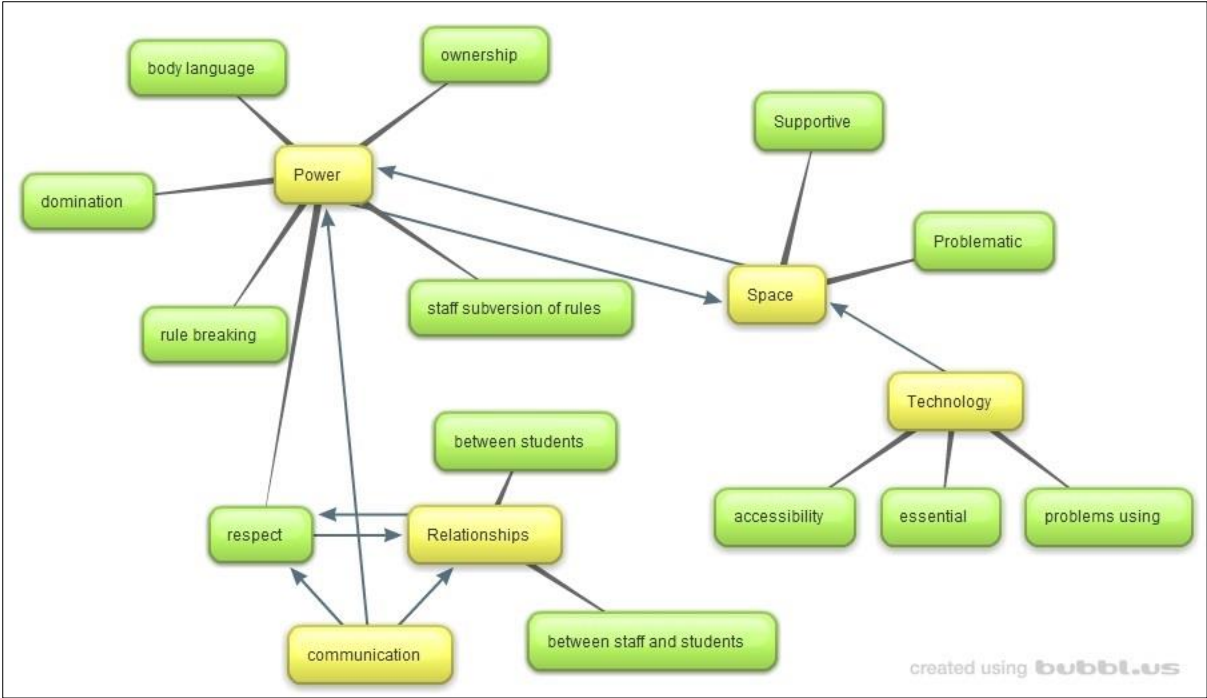 ownership
body language
Supportive
Power
domination
Problematic
Space
staff subversion of rules
rule breaking
Technology
between students
accessibility
essential
problems using
respect
Relationships
between staff and students
communication
created using bubbl.us